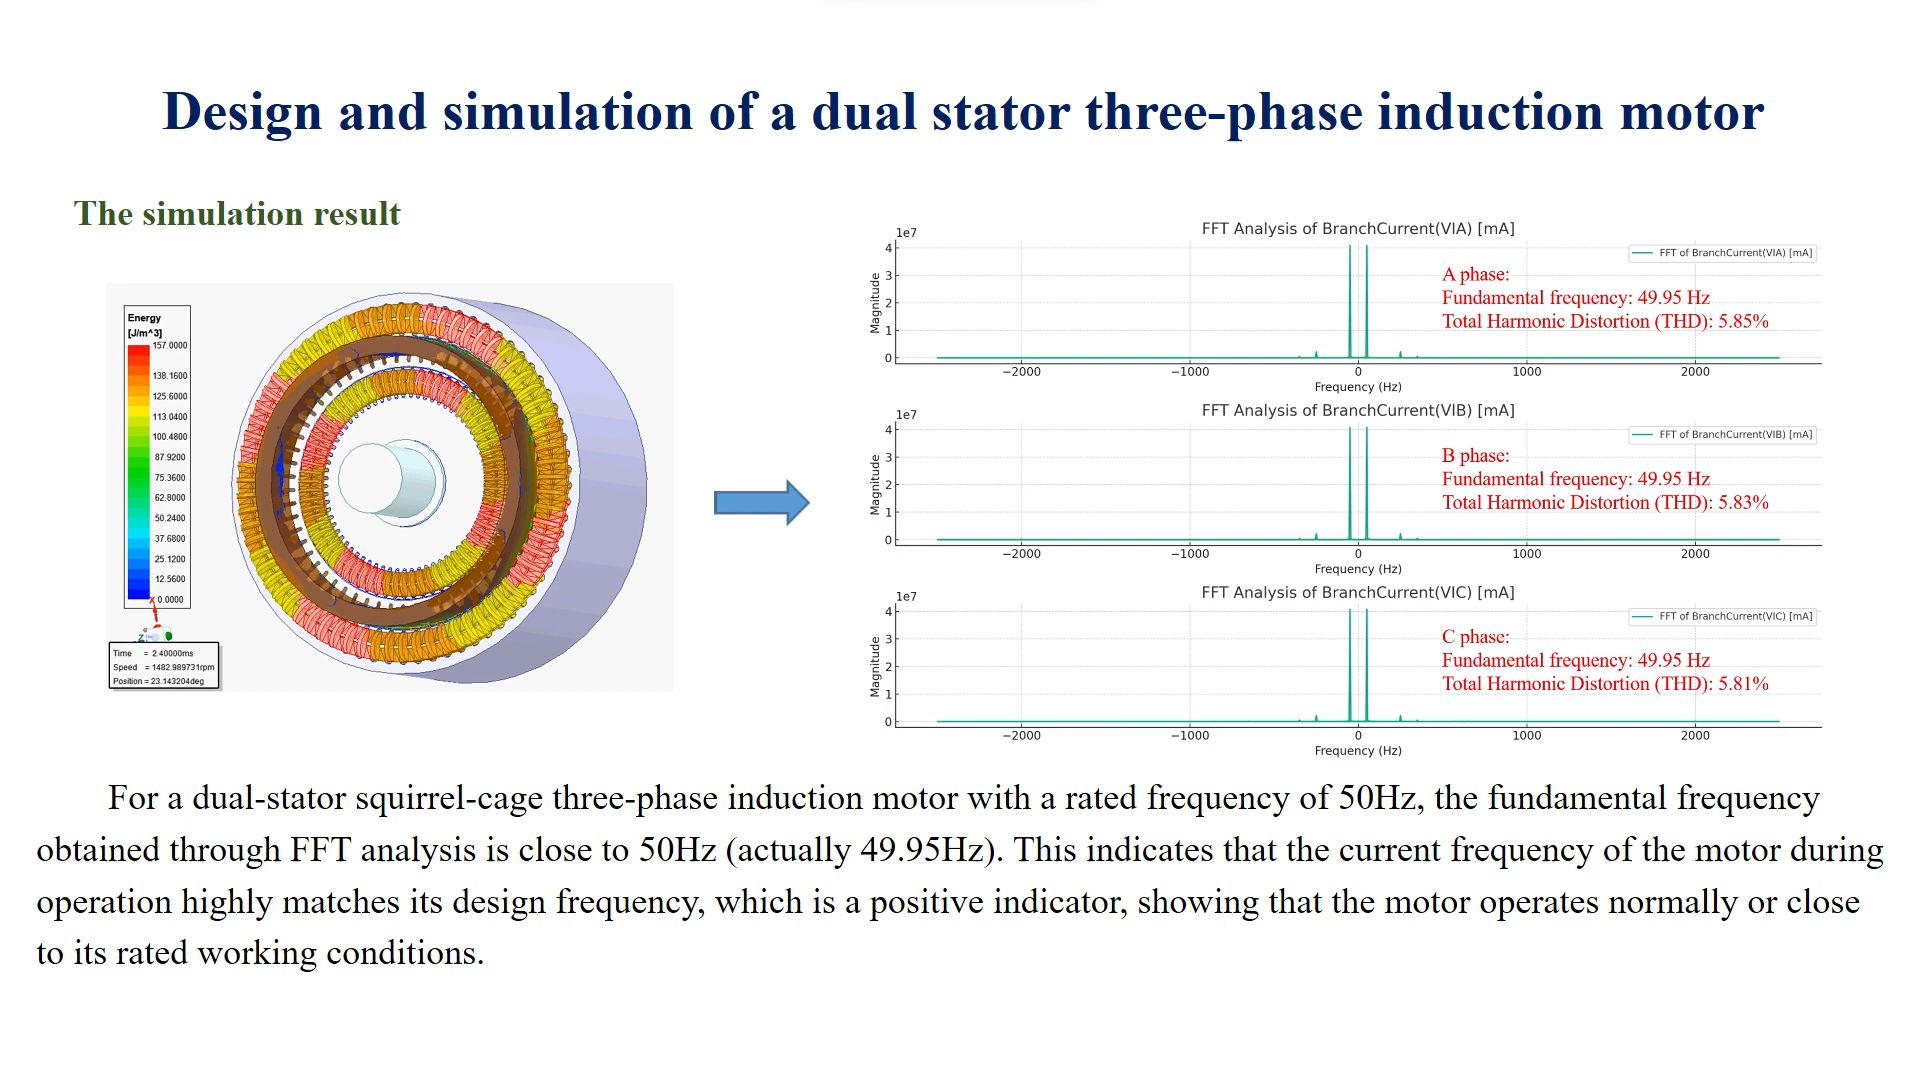 Design and simulation of a dual stator three-phase induction motor
The simulation result
Energy
[J/m^3]
157.0000
138.1600
125.6000
113.0400
100.4800
87.9200
75.3600
62.8000
50.2400
37.6800
25.1200
12.5600
0.0000
X
Z
Time = 2.40000ms
Speed = 1482.989731rpm
Position = 23.143204deg
FFT Analysis of BranchCurrent(VIA) [mA]
1e7
FFT of BranchCurrent(VIA) [mA]
Magnitude
4
3
2
1
0
A phase:
Fundamental frequency: 49.95 Hz
Total Harmonic Distortion (THD): 5.85%
−2000 −1000 0 1000 2000
Frequency (Hz)
FFT Analysis of BranchCurrent(VIB) [mA]
1e7
FFT of BranchCurrent(VIB) [mA]
Magnitude
4
3
2
1
0
B phase:
Fundamental frequency: 49.95 Hz
Total Harmonic Distortion (THD): 5.83%
−2000 −1000 0 1000 2000
Frequency (Hz)
FFT Analysis of BranchCurrent(VIC) [mA]
1e7
FFT of BranchCurrent(VIC) [mA]
Magnitude
4
3
2
1
0
C phase:
Fundamental frequency: 49.95 Hz
Total Harmonic Distortion (THD): 5.81%
−2000 −1000 0 1000 2000
Frequency (Hz)
For a dual-stator squirrel-cage three-phase induction motor with a rated frequency of 50Hz, the fundamental frequency
obtained through FFT analysis is close to 50Hz (actually 49.95Hz). This indicates that the current frequency of the motor during
operation highly matches its design frequency, which is a positive indicator, showing that the motor operates normally or close
to its rated working conditions.